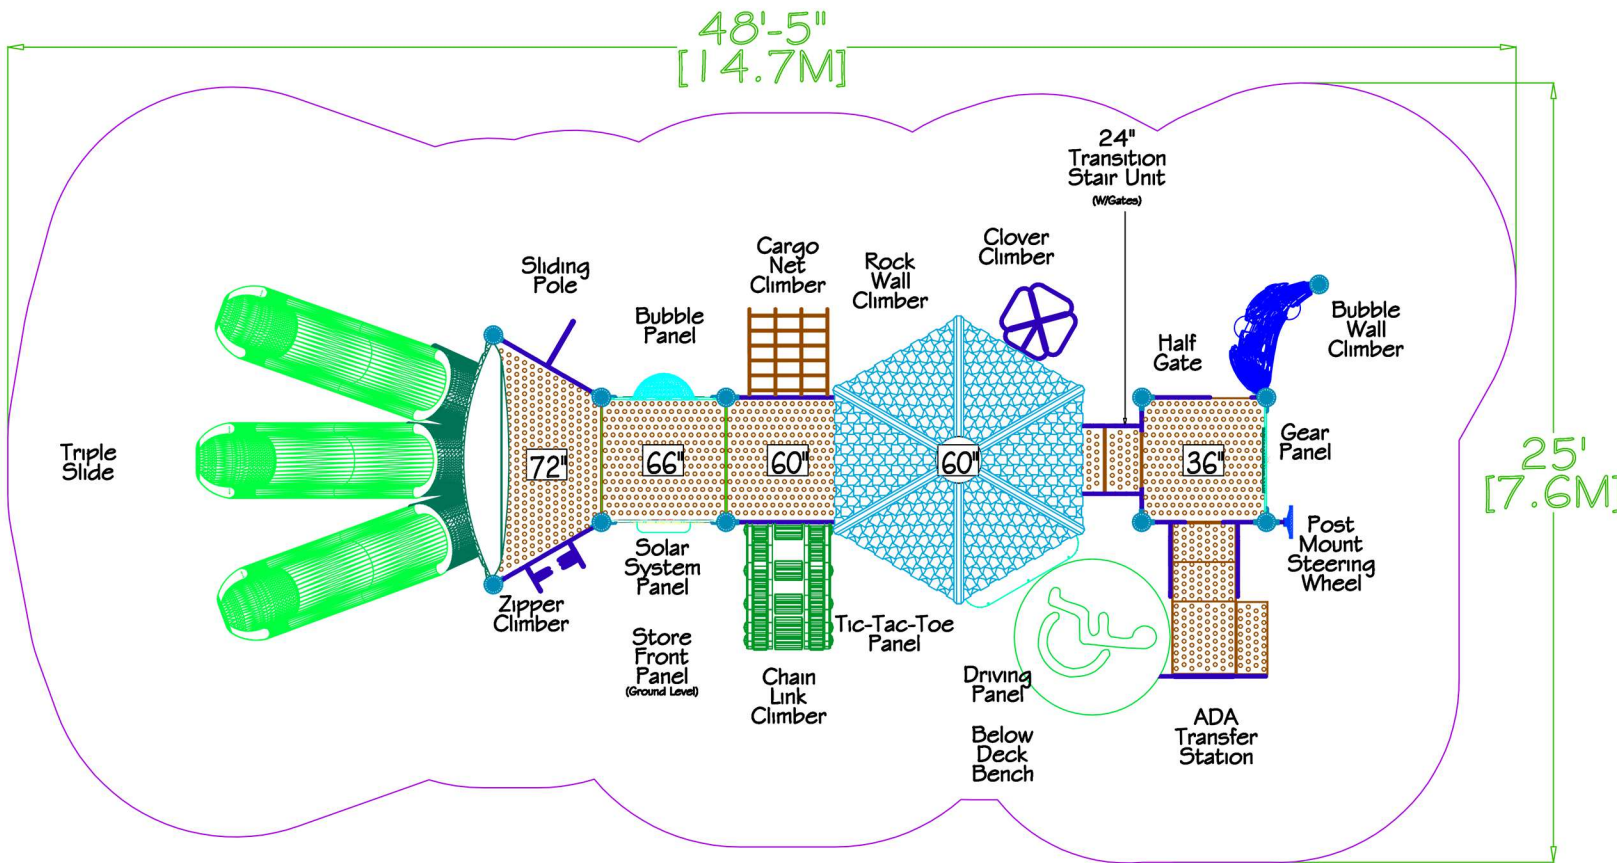 48'-5"
[14.7M]
24"
Transition
Stair Unit
(W/Gates)
Clover
Climber
Cargo
Net
Climber
Rock
Wall
Climber
Sliding
Pole
Bubble
Panel
Half
Gate
Bubble
Wall
Climber
Triple
Slide
72"
66"
60"
60"
36"
Gear
Panel
25'
[7.6M]
Post
Mount
Steering
Wheel
Solar
System
Panel
Zipper
Climber
Store
Front
Panel
(Ground Level)
Tic-Tac-Toe
Panel
Chain
Link
Climber
Driving
Panel
Below
Deck
Bench
ADA
Transfer
Station